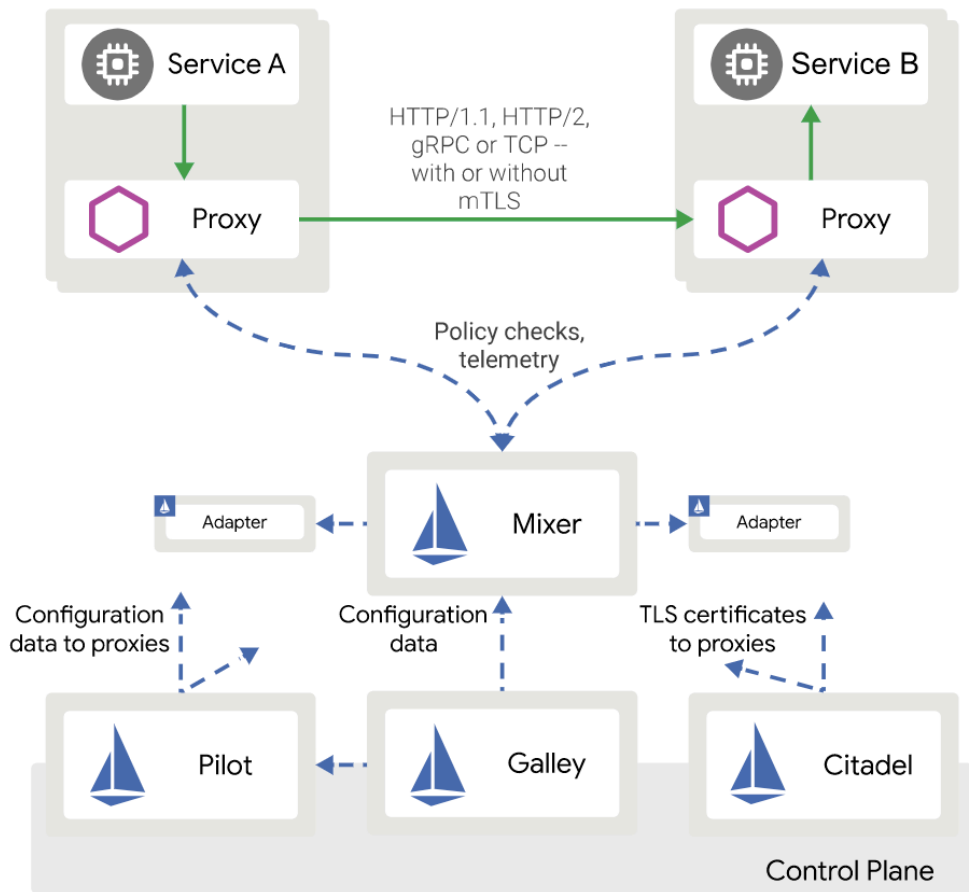 Service A
Service B
HTTP/1.1, HTTP/2,
gRPC or TCP --
with or without
mTLS
Proxy
Proxy
Policy checks,
telemetry
Adapter
Mixer
Adapter
Configuration
data to proxies
Configuration
data
TLS certificates
to proxies
Pilot
Galley
Citadel
Control Plane